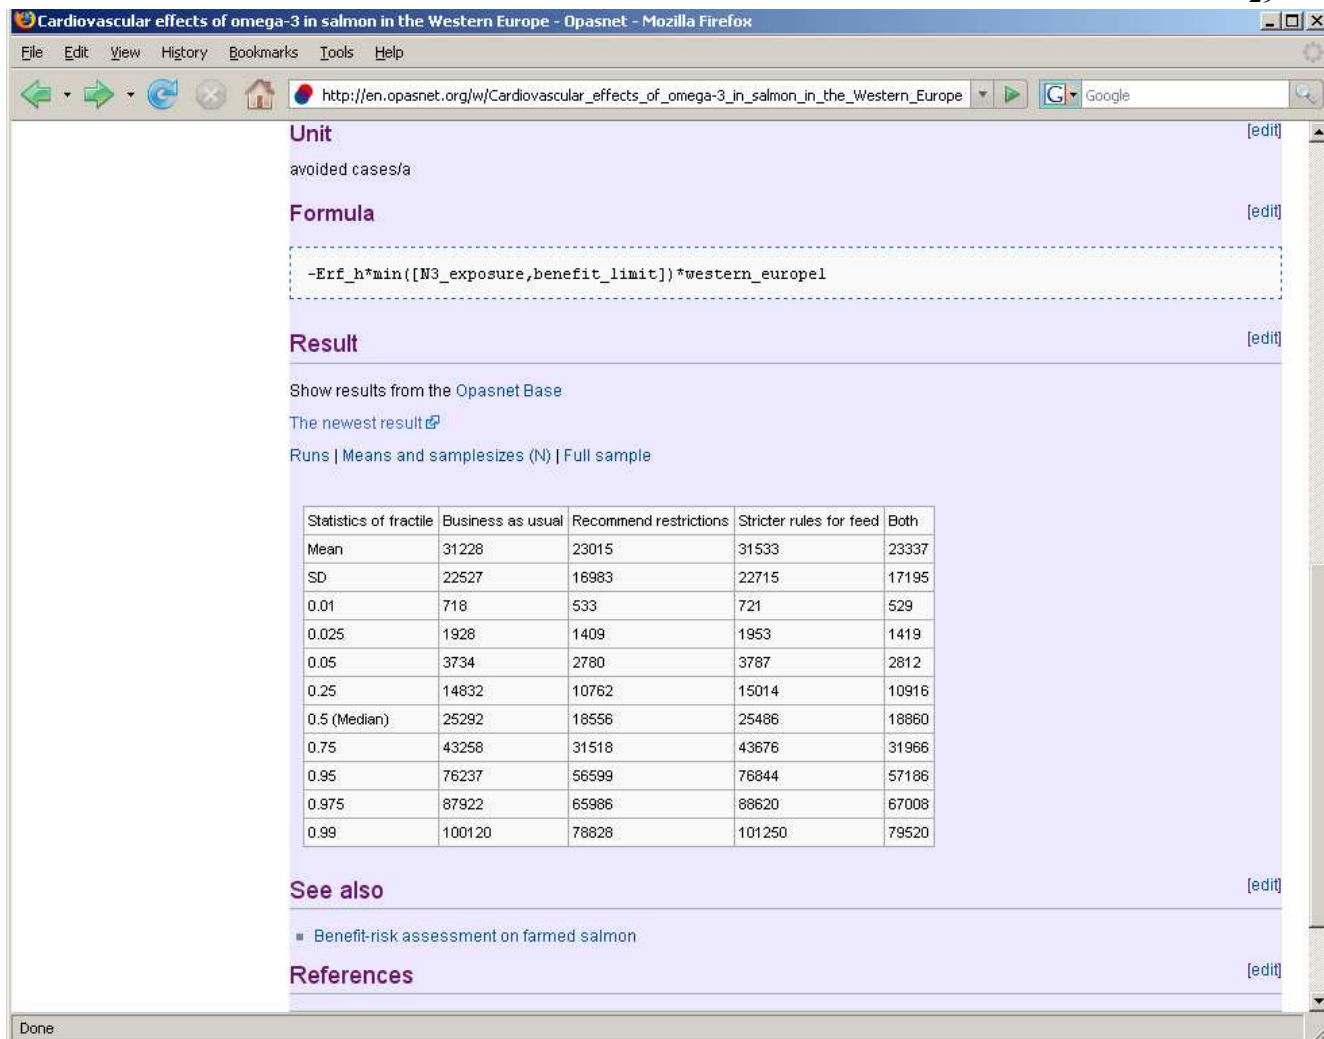 29
Cardiovascular effects of omega-3 in salmon in the Western Europe - Opasnet - Mozilla Firefox
File Edit View History Bookmarks Tools Help
http://en.opasnet.org/w/Cardiovascular_effects_of_omega-3_in_salmon_in_the_Western_Europe G Google
Unit [edit]
avoided cases/a
Formula [edit]
-Erf_h*min([N3_exposure,benefit_limit])*western_europe1
Result [edit]
Show results from the Opasnet Base
The newest result
Runs | Means and samplesizes (N) | Full sample
Statistics of fractile Business as usual Recommend restrictions Stricter rules for feed Both
Mean 31228 23015 31533 23337
SD 22527 16983 22715 17195
0.01 718 533 721 529
0.025 1928 1409 1953 1419
0.05 3734 2780 3787 2812
0.25 14832 10762 15014 10916
0.5 (Median) 25292 18556 25486 18860
0.75 43258 31518 43676 31966
0.95 76237 56599 76844 57186
0.975 87922 65986 88620 67008
0.99 100120 78828 101250 79520
See also [edit]
Benefit-risk assessment on farmed salmon
References [edit]
Done